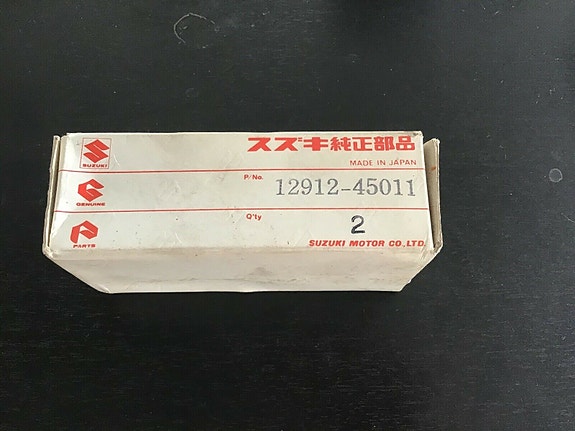 SUZUKI
スズキ純正部品
MADE IN JAPAN
GENUINE
P/No.
12912-45011
Q'ty
2
PARTS
SUZUKI MOTOR CO.,LTD.